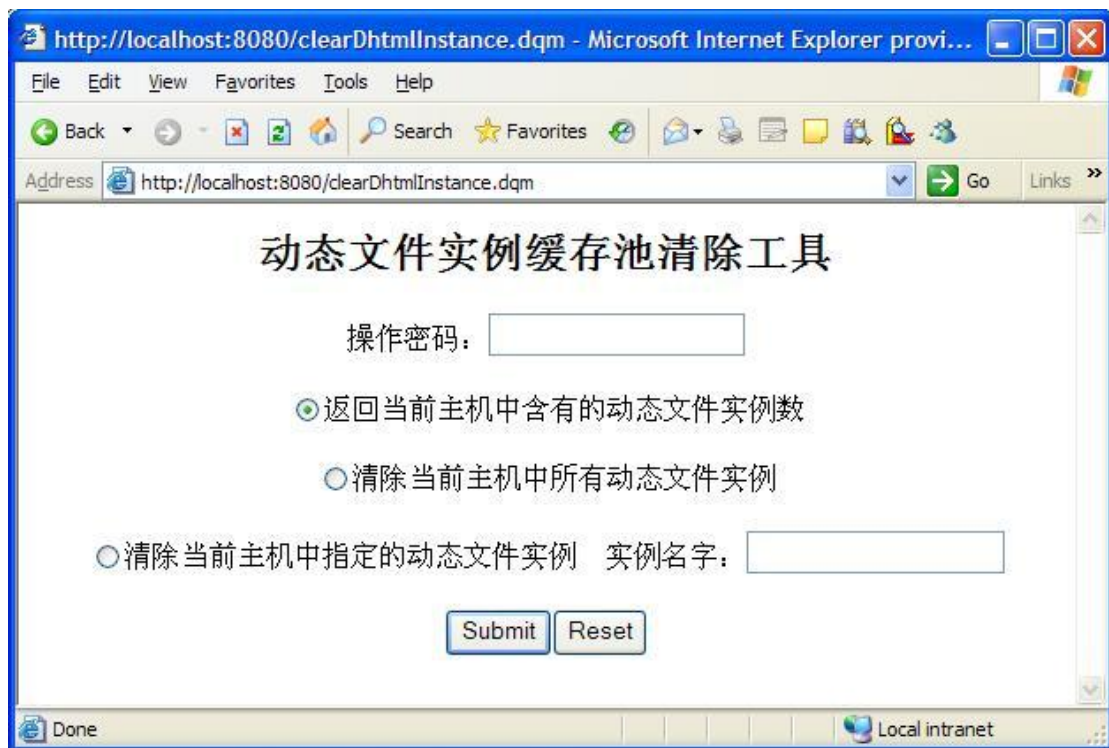 http://localhost:8080/clearDhtmlInstance.dqm - Microsoft Internet Explorer provi...
File Edit View Favorites Tools Help
Back Search Favorites
Address http://localhost:8080/clearDhtmlInstance.dqm Go Links »
动态文件实例缓存池清除工具
操作密码：
返回当前主机中含有的动态文件实例数
清除当前主机中所有动态文件实例
清除当前主机中指定的动态文件实例 实例名字：
Submit Reset
Done Local intranet